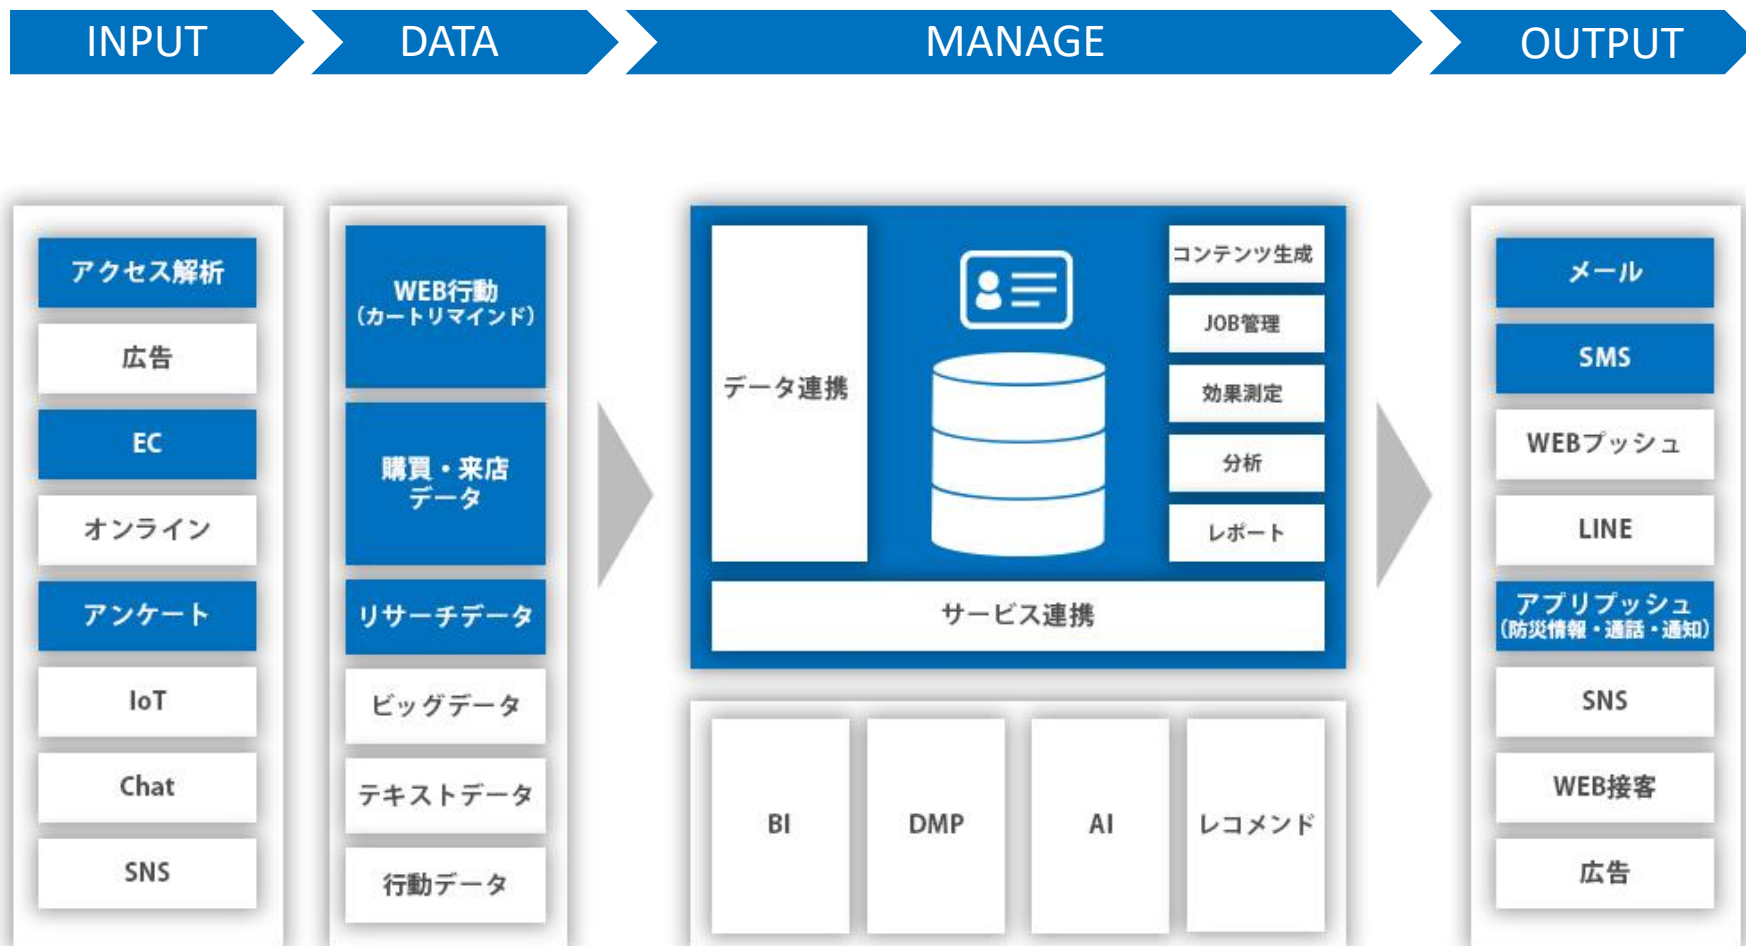 INPUT
DATA
MANAGE
OUTPUT
アクセス解析
広告
EC
オンライン
アンケート
IoT
Chat
SNS
WEB行動
(カートリマインド)
購買・来店
データ
リサーチデータ
ビッグデータ
テキストデータ
行動データ
データ連携
コンテンツ生成
JOB管理
効果測定
分析
レポート
サービス連携
BI
DMP
AI
レコメンド
メール
SMS
WEBプッシュ
LINE
アプリプッシュ
(防災情報・通話・通知)
SNS
WEB接客
広告